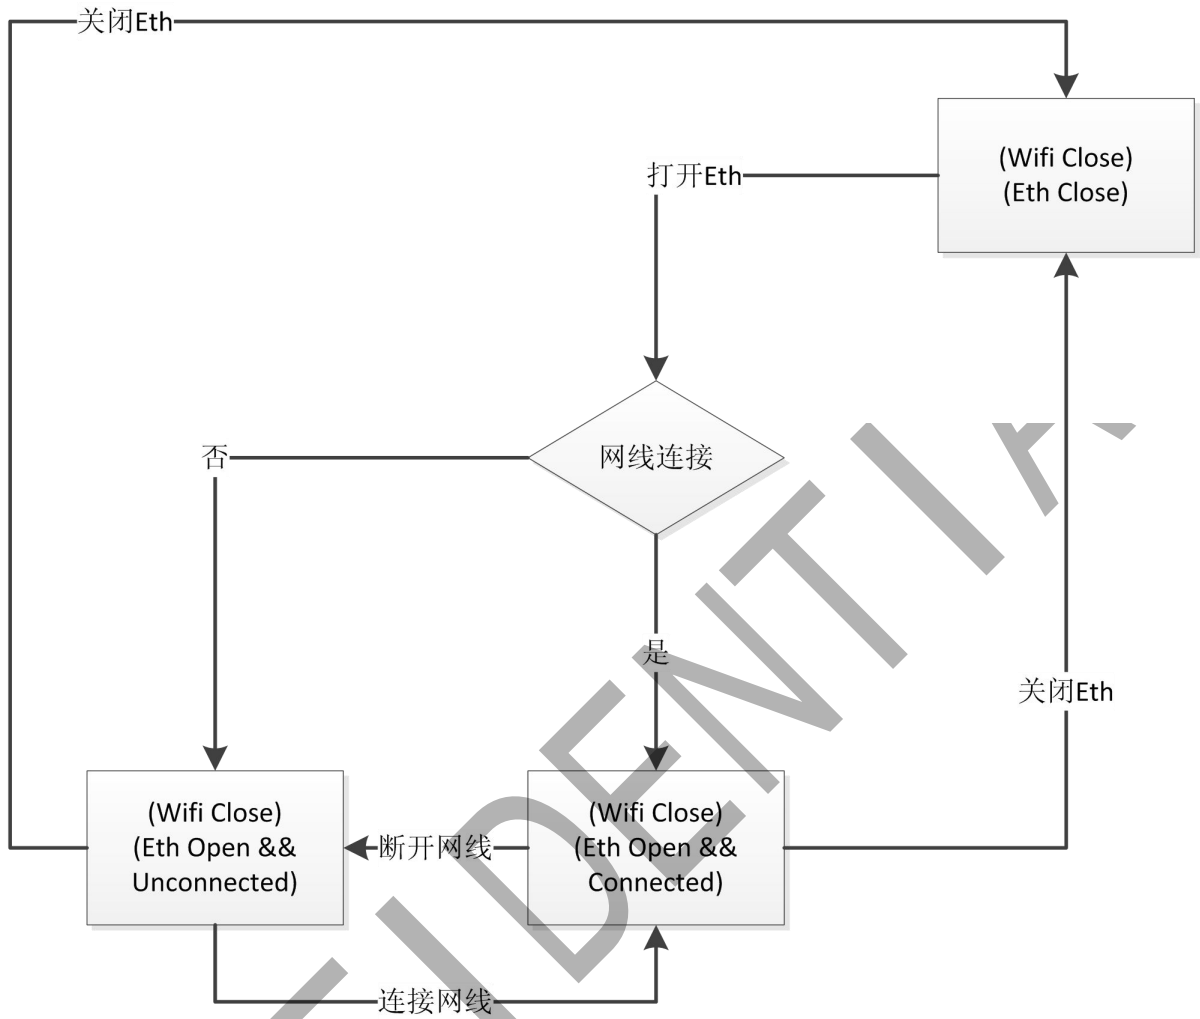 关闭Eth
(Wifi Close)
(Eth Close)
打开Eth
网线连接
否
是
关闭Eth
(Wifi Close)
(Eth Open &&
Unconnected)
断开网线
(Wifi Close)
(Eth Open &&
Connected)
连接网线